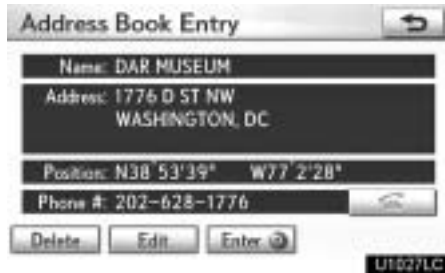 Address Book Entry
Name: DAR MUSEUM
Address: 1776 D ST NW
WASHINGTON, DC
Position: N38°53'39" W77°2'28"
Phone #: 202-628-1776
Delete Edit Enter
U1027LC